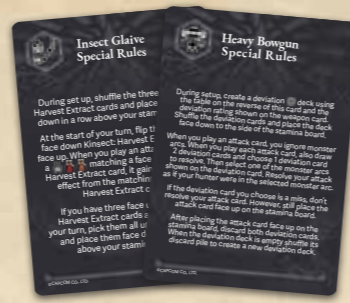 Insect Glaive
Special Rules
During set up, shuffle the three
Harvest Extract cards and place
down in a row above your stam
At the start of your turn, flip t
face down Kinsect: Harvest E
face up. When you play an atta
a matching a face
Harvest Extract card, it gai
effect from the matchin
Harvest Extract c
If you have three face u
Harvest Extract cards a
your turn, pick them all u
and place them face d
above your stami
©CAPCOM CO., LTD.
Heavy Bowgun
Special Rules
During setup, create a deviation deck using
the table on the reverse of this card and the
deviation rating shown on the weapon card.
Shuffle the deviation cards and place the deck
face down to the side of the stamina board.
When you play an attack card, you ignore monster
arcs. When you play each attack card, also draw
2 deviation cards and choose 1 deviation card
to resolve. Then select one of the monster arcs
shown on the deviation card. Resolve your attack
as if your hunter were in the selected monster arc.
If the deviation card you choose is a miss, don't
resolve your attack card. However, still place the
attack card face up on the stamina board.
After placing the attack card face up on the
stamina board, discard both deviation cards.
When the deviation deck is empty shuffle its
discard pile to create a new deviation deck.
©CAPCOM CO., LTD.